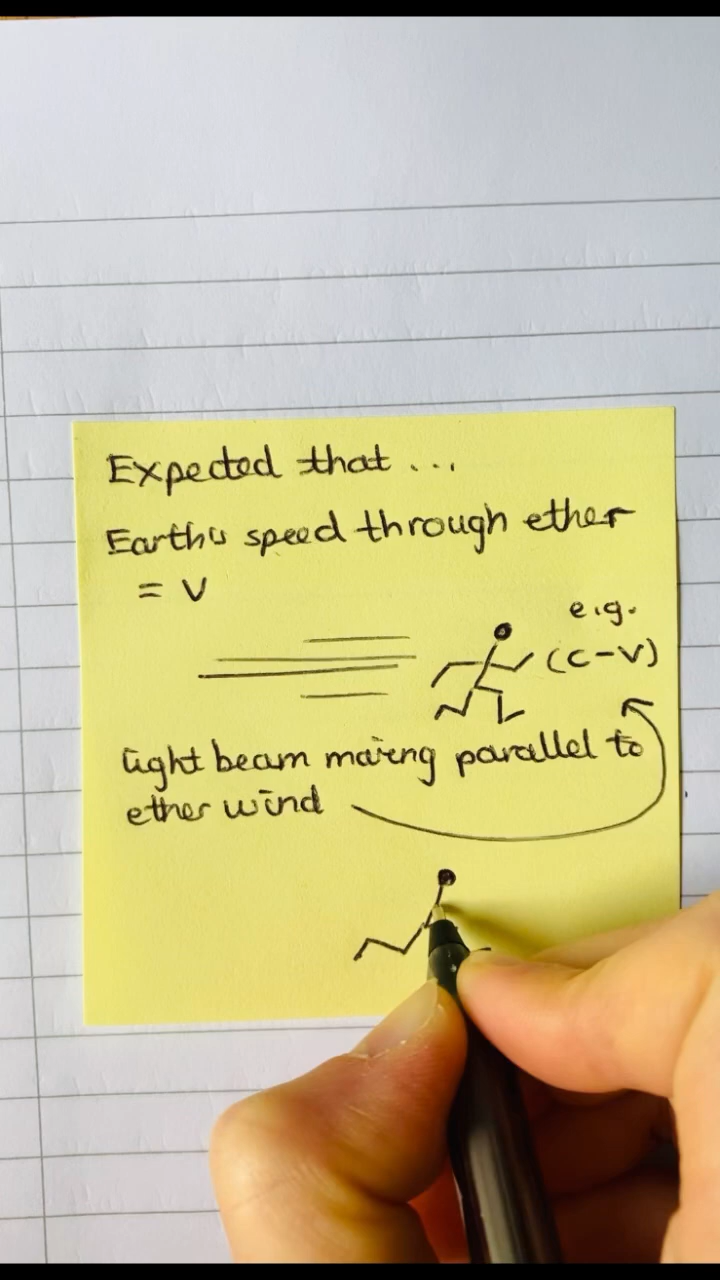 Expected that ...
Earth's speed through ether
= v
e.g.
(c-v)
light beam moving parallel to
ether wind